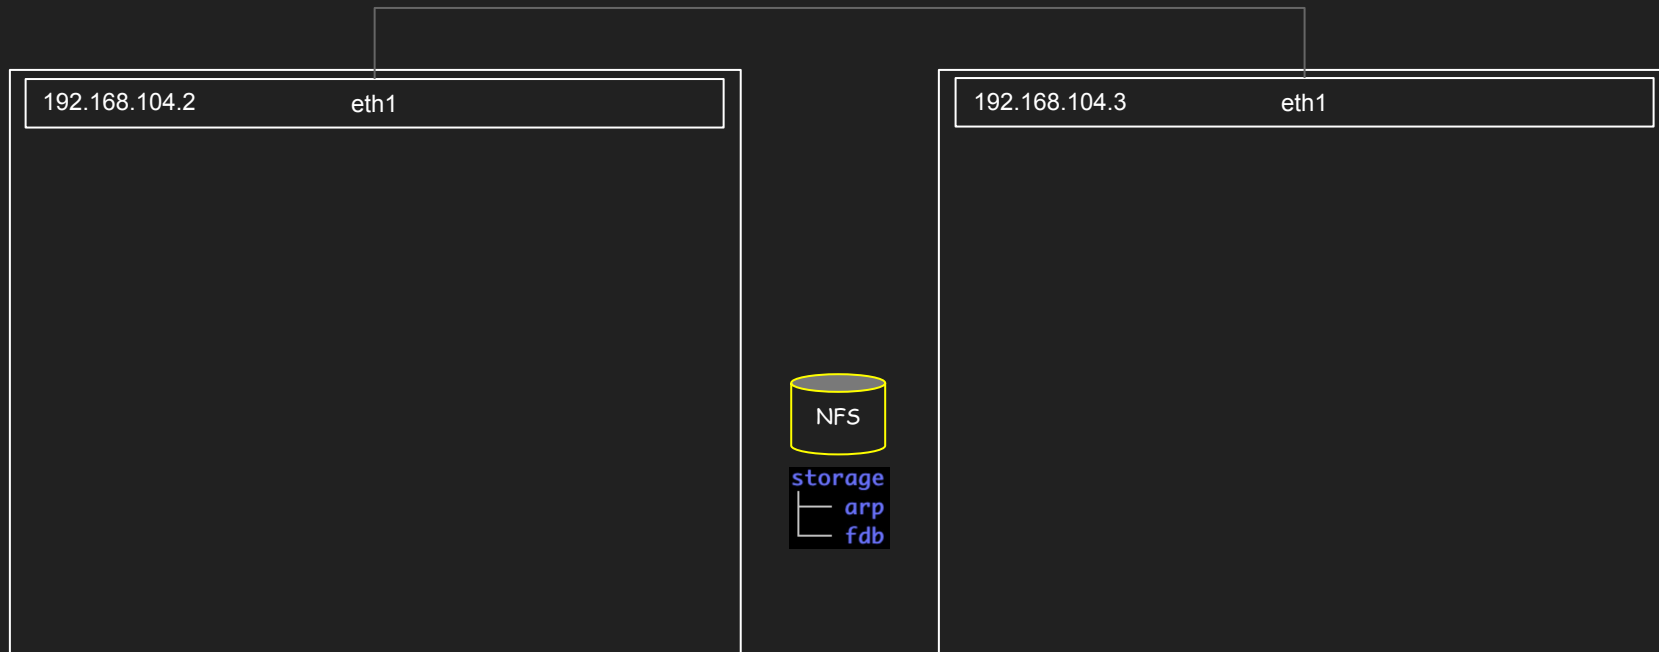 192.168.104.2 eth1
192.168.104.3 eth1
NFS
storage
arp
fdb